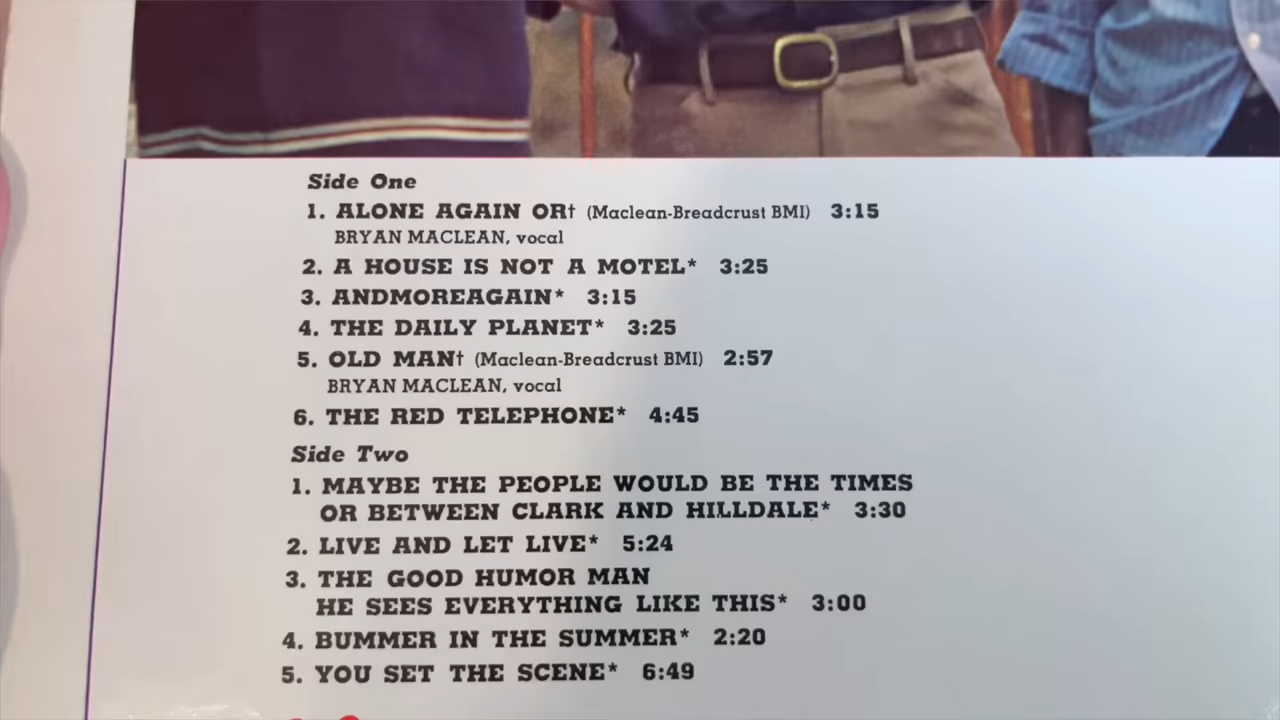 Side One
1. ALONE AGAIN OR† (Maclean-Breadcrust BMI) 3:15
BRYAN MACLEAN, vocal
2. A HOUSE IS NOT A MOTEL* 3:25
3. ANDMOREAGAIN* 3:15
4. THE DAILY PLANET* 3:25
5. OLD MAN† (Maclean-Breadcrust BMI) 2:57
BRYAN MACLEAN, vocal
6. THE RED TELEPHONE* 4:45
Side Two
1. MAYBE THE PEOPLE WOULD BE THE TIMES
OR BETWEEN CLARK AND HILLDALE* 3:30
2. LIVE AND LET LIVE* 5:24
3. THE GOOD HUMOR MAN
HE SEES EVERYTHING LIKE THIS* 3:00
4. BUMMER IN THE SUMMER* 2:20
5. YOU SET THE SCENE* 6:49